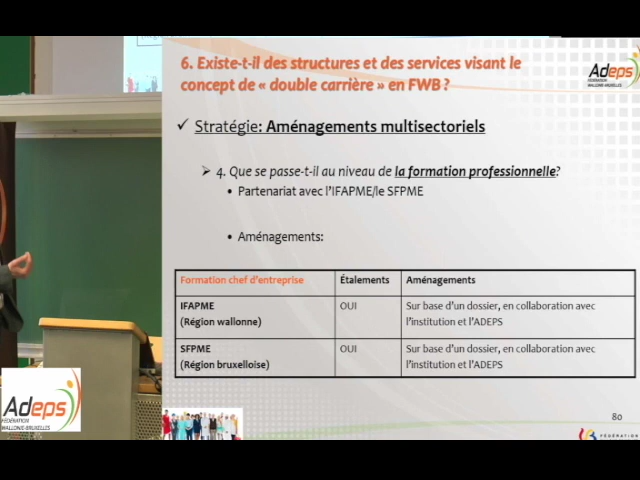 6. Existe-t-il des structures et des services visant le
concept de « double carrière » en FWB ?
Adeps
FÉDÉRATION
WALLONIE-BRUXELLES
✓ Stratégie: Aménagements multisectoriels
➢ 4. Que se passe-t-il au niveau de la formation professionnelle?
• Partenariat avec l'IFAPME/le SFPME
• Aménagements:
Formation chef d'entreprise Étalements Aménagements
IFAPME
(Région wallonne)
OUI
Sur base d'un dossier, en collaboration avec
l'institution et l'ADEPS
SFPME
(Région bruxelloise)
OUI
Sur base d'un dossier, en collaboration avec
l'institution et l'ADEPS
80
FÉDÉRATION
Adeps
FÉDÉRATION
WALLONIE-BRUXELLES